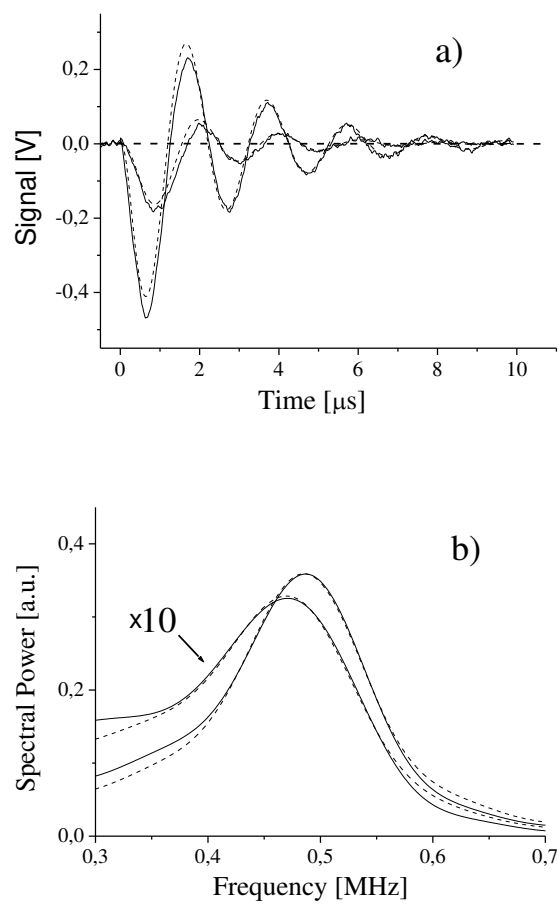 a)
0,2
0,0
-0,2
-0,4
Signal [V]
0 2 4 6 8 10
Time [μs]
b)
0,4
0,2
0,0
x10
Spectral Power [a.u.]
0,3 0,4 0,5 0,6 0,7
Frequency [MHz]